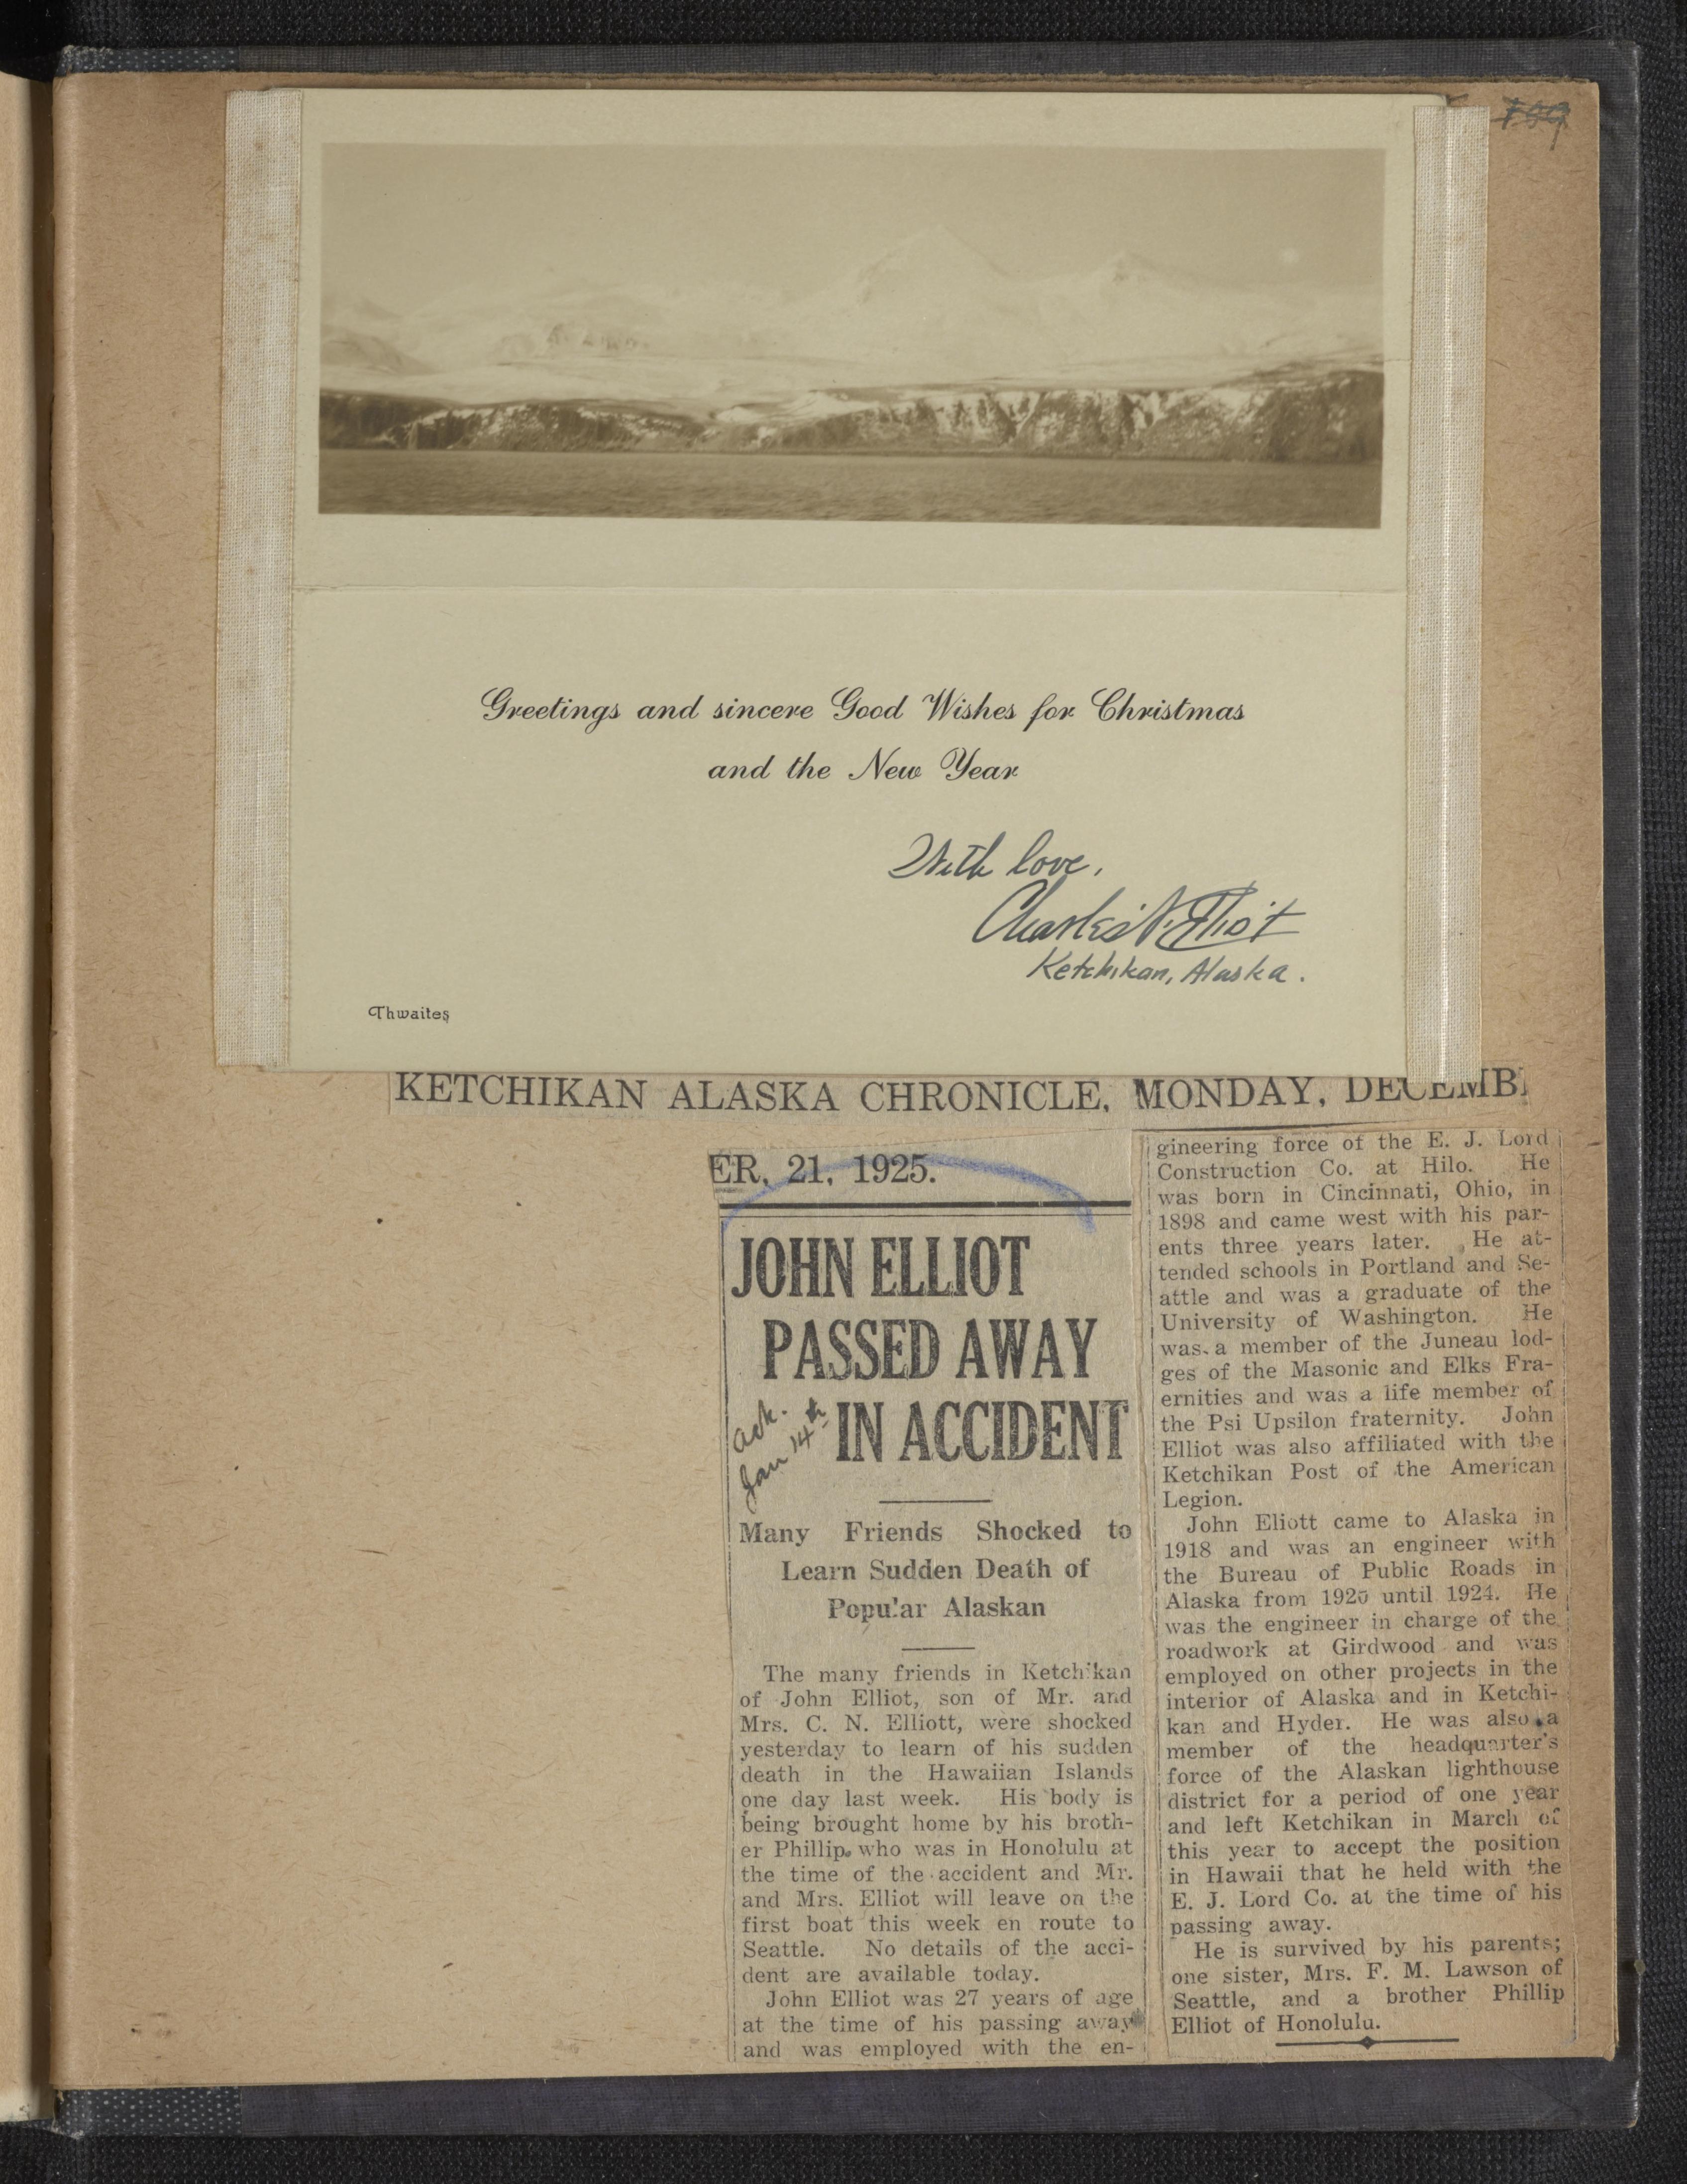 Greetings and sincere Good Wishes for Christmas
and the New Year
With love,
Charles N. Elliot
Ketchikan, Alaska.
Thwaites
KETCHIKAN ALASKA CHRONICLE, MONDAY, DECEMB
ER, 21, 1925.
JOHN ELLIOT
PASSED AWAY
IN ACCIDENT
Ack.
Jan 14th
Many Friends Shocked to
Learn Sudden Death of
Popular Alaskan
The many friends in Ketchikan
of John Elliot, son of Mr. and
Mrs. C. N. Elliott, were shocked
yesterday to learn of his sudden
death in the Hawaiian Islands
one day last week. His body is
being brought home by his broth-
er Phillip. who was in Honolulu at
the time of the accident and Mr.
and Mrs. Elliot will leave on the
first boat this week en route to
Seattle. No details of the acci-
dent are available today.
John Elliot was 27 years of age
at the time of his passing away
and was employed with the en-
gineering force of the E. J. Lord
Construction Co. at Hilo. He
was born in Cincinnati, Ohio, in
1898 and came west with his par-
ents three years later. He at-
tended schools in Portland and Se-
attle and was a graduate of the
University of Washington. He
was a member of the Juneau lod-
ges of the Masonic and Elks Fra-
ernities and was a life member of
the Psi Upsilon fraternity. John
Elliot was also affiliated with the
Ketchikan Post of the American
Legion.
John Eliott came to Alaska in
1918 and was an engineer with
the Bureau of Public Roads in
Alaska from 1920 until 1924. He
was the engineer in charge of the
roadwork at Girdwood and was
employed on other projects in the
interior of Alaska and in Ketchi-
kan and Hyder. He was also a
member of the headquarter's
force of the Alaskan lighthouse
district for a period of one year
and left Ketchikan in March of
this year to accept the position
in Hawaii that he held with the
E. J. Lord Co. at the time of his
passing away.
He is survived by his parents;
one sister, Mrs. F. M. Lawson of
Seattle, and a brother Phillip
Elliot of Honolulu.